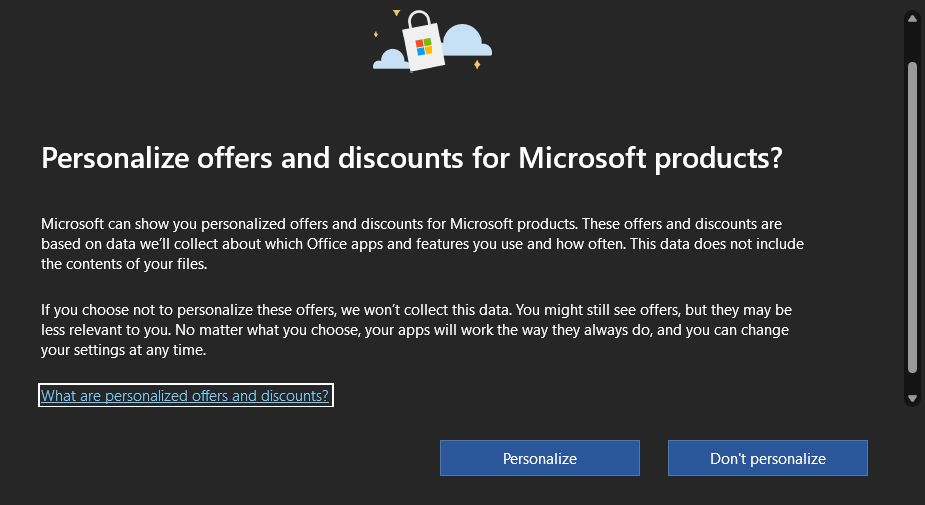 Personalize offers and discounts for Microsoft products?
Microsoft can show you personalized offers and discounts for Microsoft products. These offers and discounts are
based on data we'll collect about which Office apps and features you use and how often. This data does not include
the contents of your files.
If you choose not to personalize these offers, we won't collect this data. You might still see offers, but they may be
less relevant to you. No matter what you choose, your apps will work the way they always do, and you can change
your settings at any time.
What are personalized offers and discounts?
Personalize
Don't personalize